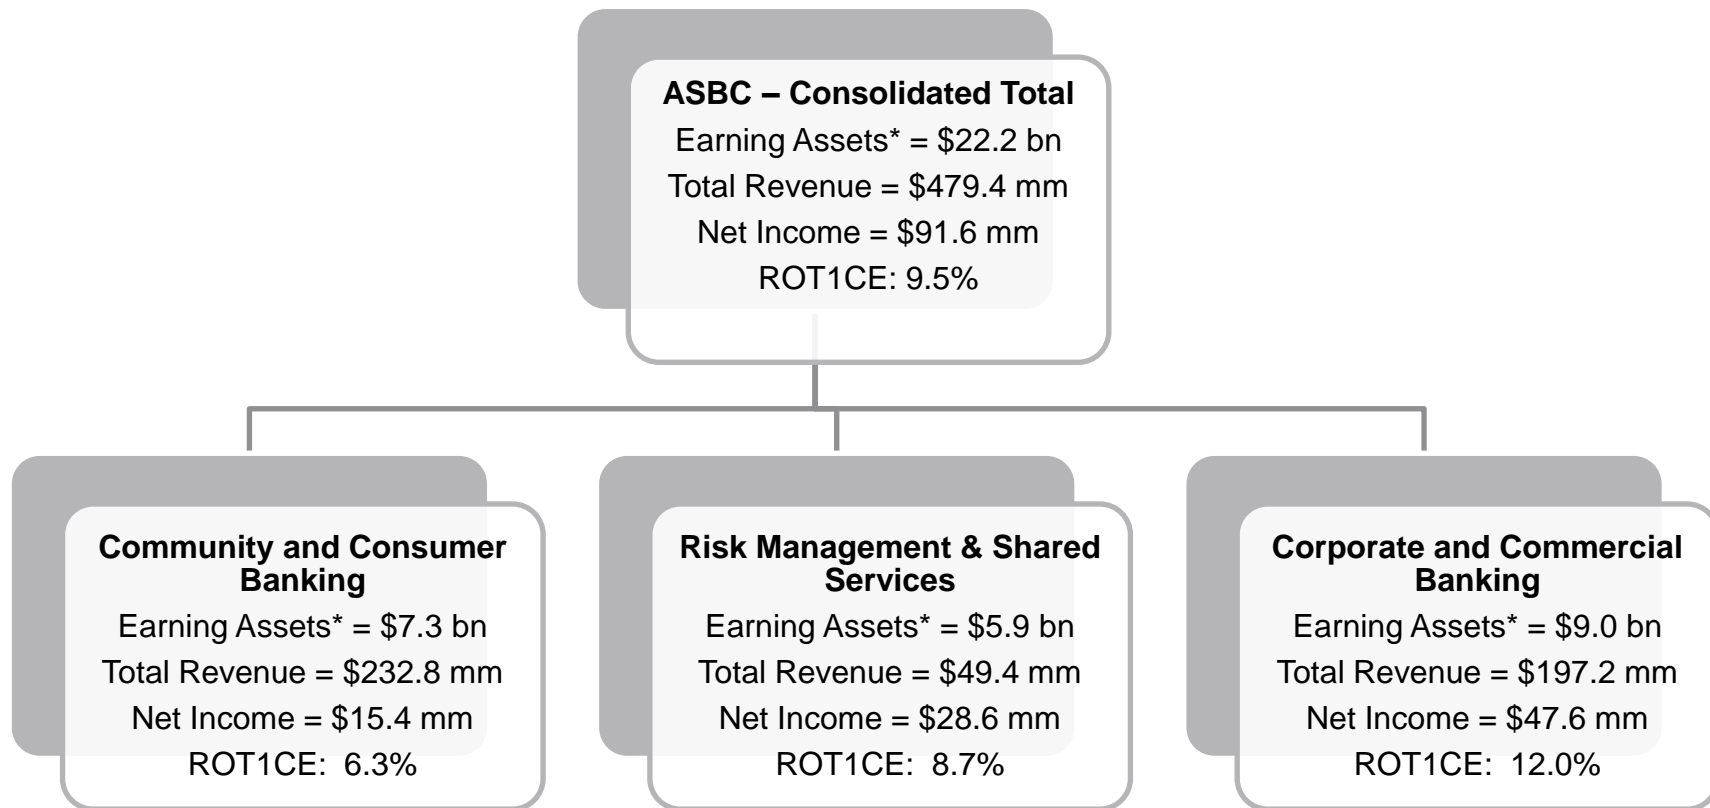 ASBC – Consolidated Total
Earning Assets* = $22.2 bn
Total Revenue = $479.4 mm
Net Income = $91.6 mm
ROT1CE: 9.5%
Community and Consumer
Banking
Earning Assets* = $7.3 bn
Total Revenue = $232.8 mm
Net Income = $15.4 mm
ROT1CE: 6.3%
Risk Management & Shared
Services
Earning Assets* = $5.9 bn
Total Revenue = $49.4 mm
Net Income = $28.6 mm
ROT1CE: 8.7%
Corporate and Commercial
Banking
Earning Assets* = $9.0 bn
Total Revenue = $197.2 mm
Net Income = $47.6 mm
ROT1CE: 12.0%